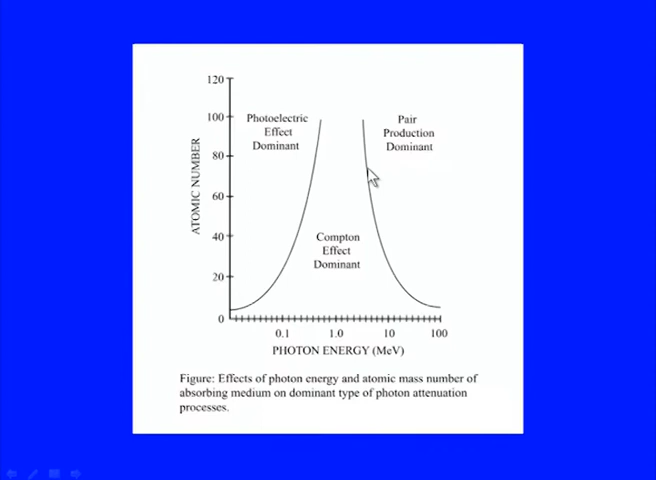 120
100
80
60
40
20
0
ATOMIC NUMBER
Photoelectric
Effect
Dominant
Pair
Production
Dominant
Compton
Effect
Dominant
0.1 1.0 10 100
PHOTON ENERGY (MeV)
Figure: Effects of photon energy and atomic mass number of
absorbing medium on dominant type of photon attenuation
processes.